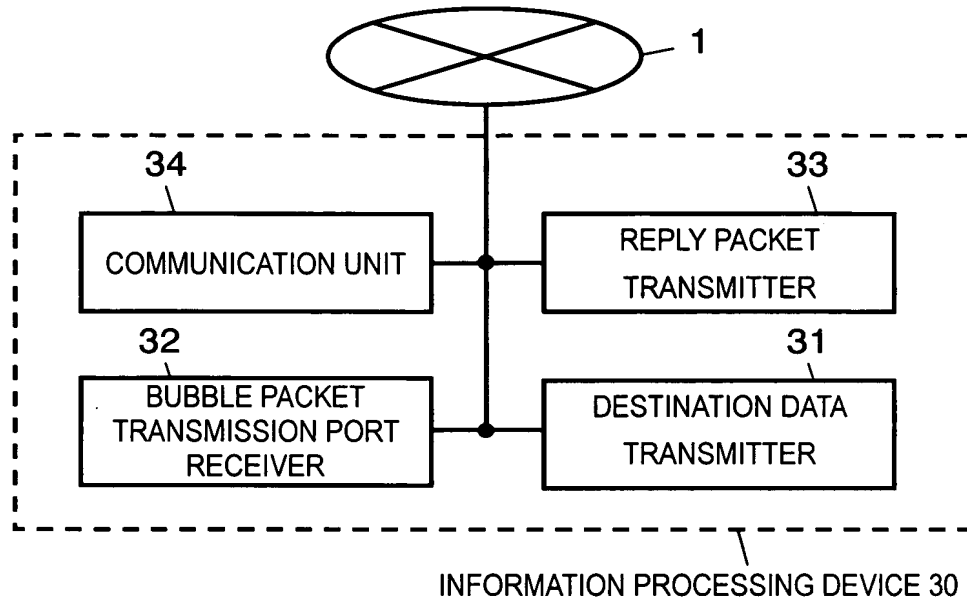 1
34
COMMUNICATION UNIT
33
REPLY PACKET
TRANSMITTER
32
BUBBLE PACKET
TRANSMISSION PORT
RECEIVER
31
DESTINATION DATA
TRANSMITTER
INFORMATION PROCESSING DEVICE 30